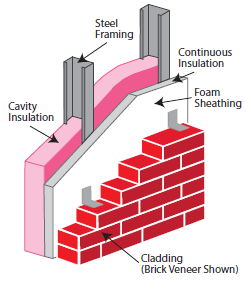 Steel
Framing
Continuous
Insulation
Foam
Sheathing
Cavity
Insulation
Cladding
(Brick Veneer Shown)